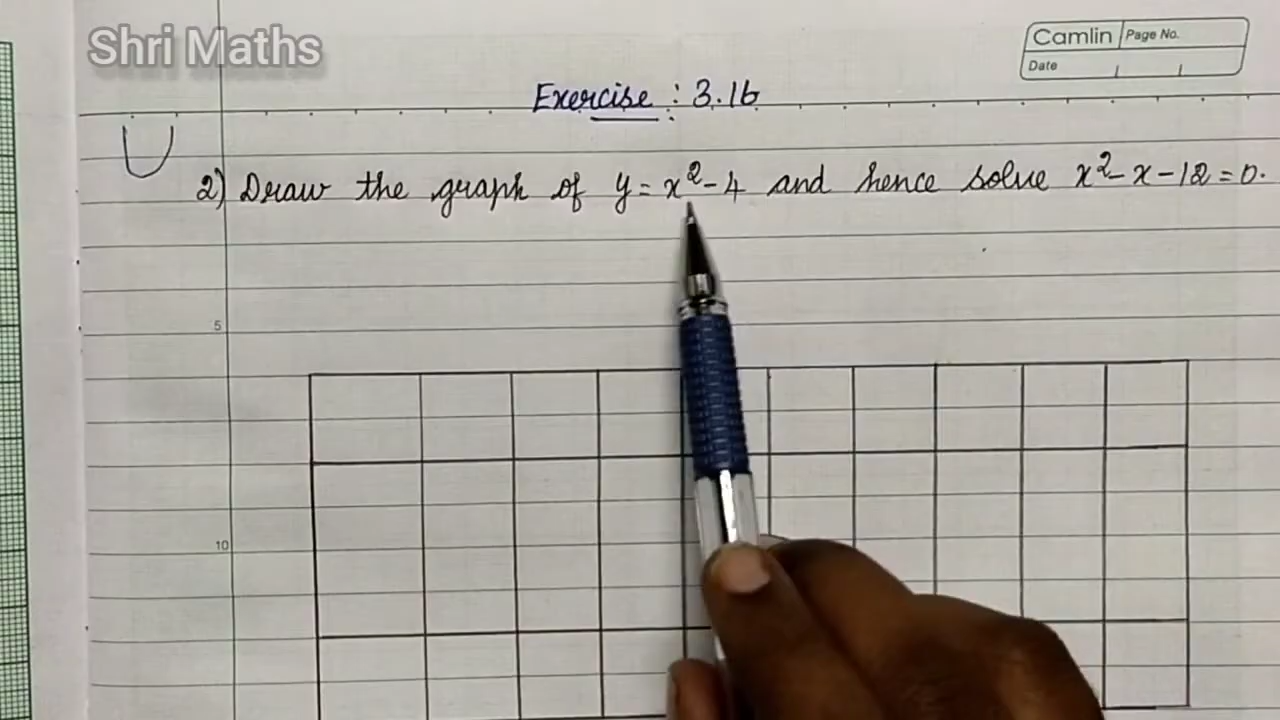 Shri Maths
Camlin Page No.
Date
Exercise : 3.16
2) Draw the graph of y = x² - 4 and hence solve x² - x - 12 = 0.
5
10